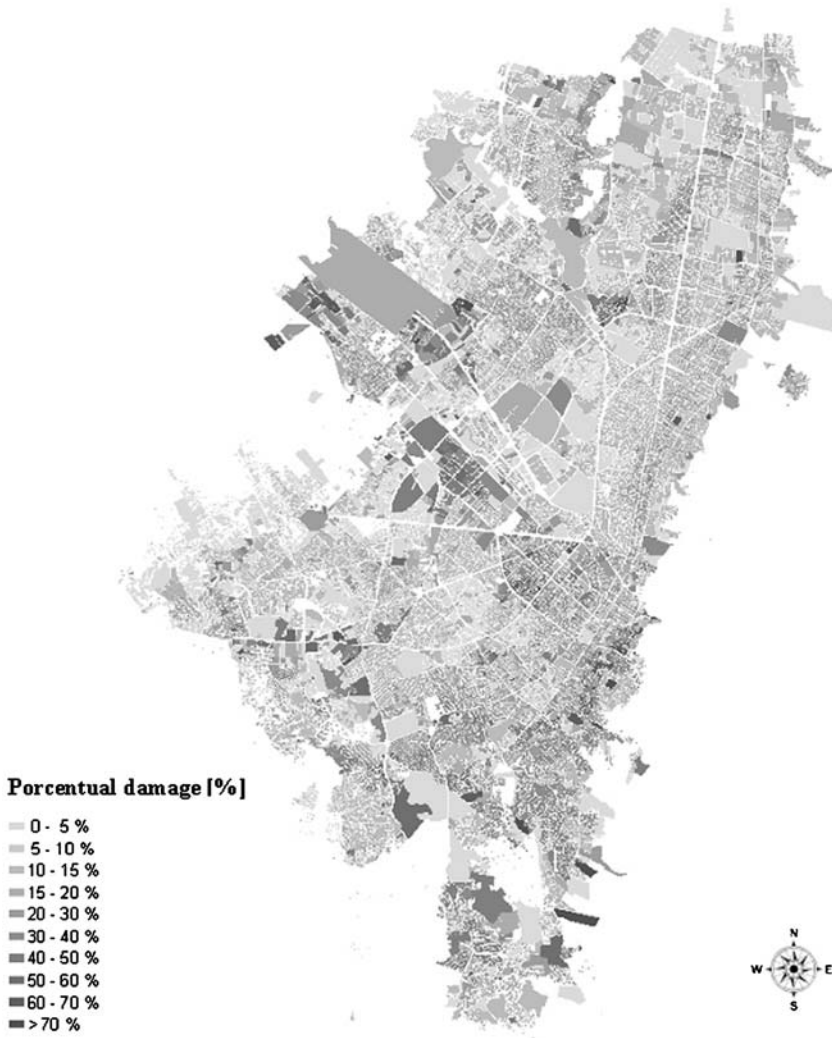 Porcentual damage [%]
0 - 5 %
5 - 10 %
10 - 15 %
15 - 20 %
20 - 30 %
30 - 40 %
40 - 50 %
50 - 60 %
60 - 70 %
>70 %
N
W E
S